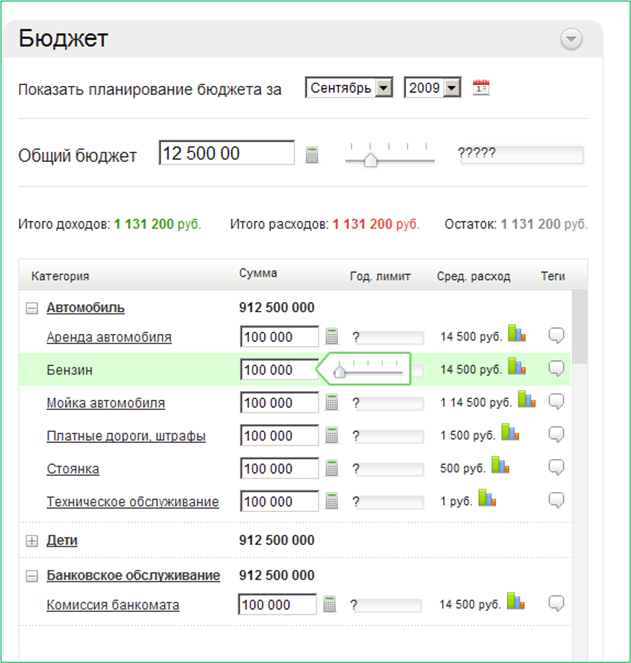 Бюджет
Показать планирование бюджета за Сентябрь 2009 1
Общий бюджет 12 500 00 ?????
Итого доходов: 1 131 200 руб. Итого расходов: 1 131 200 руб. Остаток: 1 131 200 руб.
Категория Сумма Год. лимит Сред. расход Теги
Автомобиль 912 500 000
Аренда автомобиля 100 000 ? 14 500 руб.
Бензин 100 000 14 500 руб.
Мойка автомобиля 100 000 ? 1 14 500 руб.
Платные дороги, штрафы 100 000 ? 1 500 руб.
Стоянка 100 000 ? 500 руб.
Техническое обслуживание 100 000 ? 1 руб.
Дети 912 500 000
Банковское обслуживание 912 500 000
Комиссия банкомата 100 000 ? 14 500 руб.